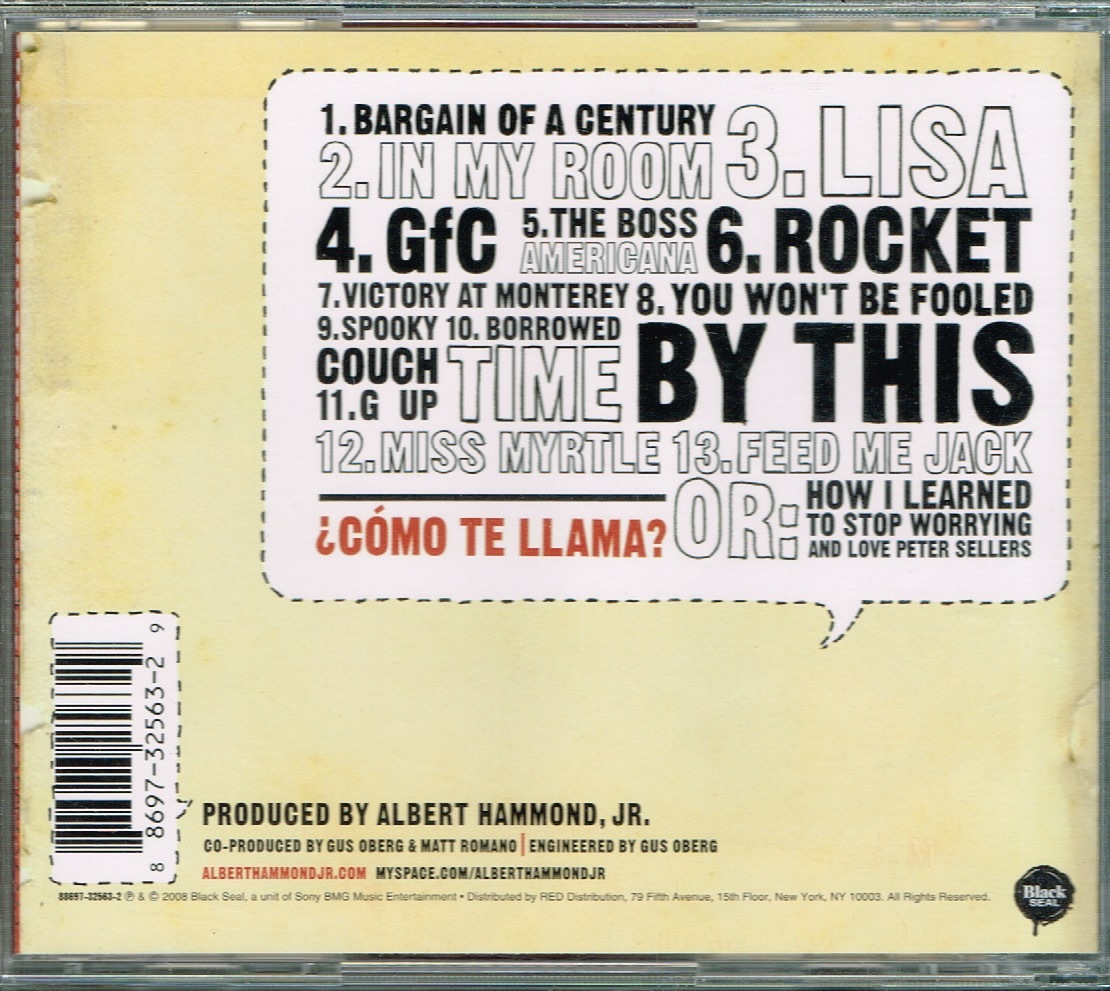 1. BARGAIN OF A CENTURY
2. IN MY ROOM
3. LISA
4. GfC
5. THE BOSS
AMERICANA
6. ROCKET
7. VICTORY AT MONTEREY
8. YOU WON'T BE FOOLED
BY THIS
9. SPOOKY
COUCH
10. BORROWED
TIME
11. G UP
12. MISS MYRTLE
13. FEED ME JACK
OR:
HOW I LEARNED
TO STOP WORRYING
AND LOVE PETER SELLERS
¿CÓMO TE LLAMA?
8 8697-32563-2 9
PRODUCED BY ALBERT HAMMOND, JR.
CO-PRODUCED BY GUS OBERG & MATT ROMANO | ENGINEERED BY GUS OBERG
ALBERTHAMMONDJR.COM MYSPACE.COM/ALBERTHAMMONDJR
88697-32563-2 ℗ & © 2008 Black Seal, a unit of Sony BMG Music Entertainment • Distributed by RED Distribution, 79 Fifth Avenue, 15th Floor, New York, NY 10003. All Rights Reserved.
Black
SEAL